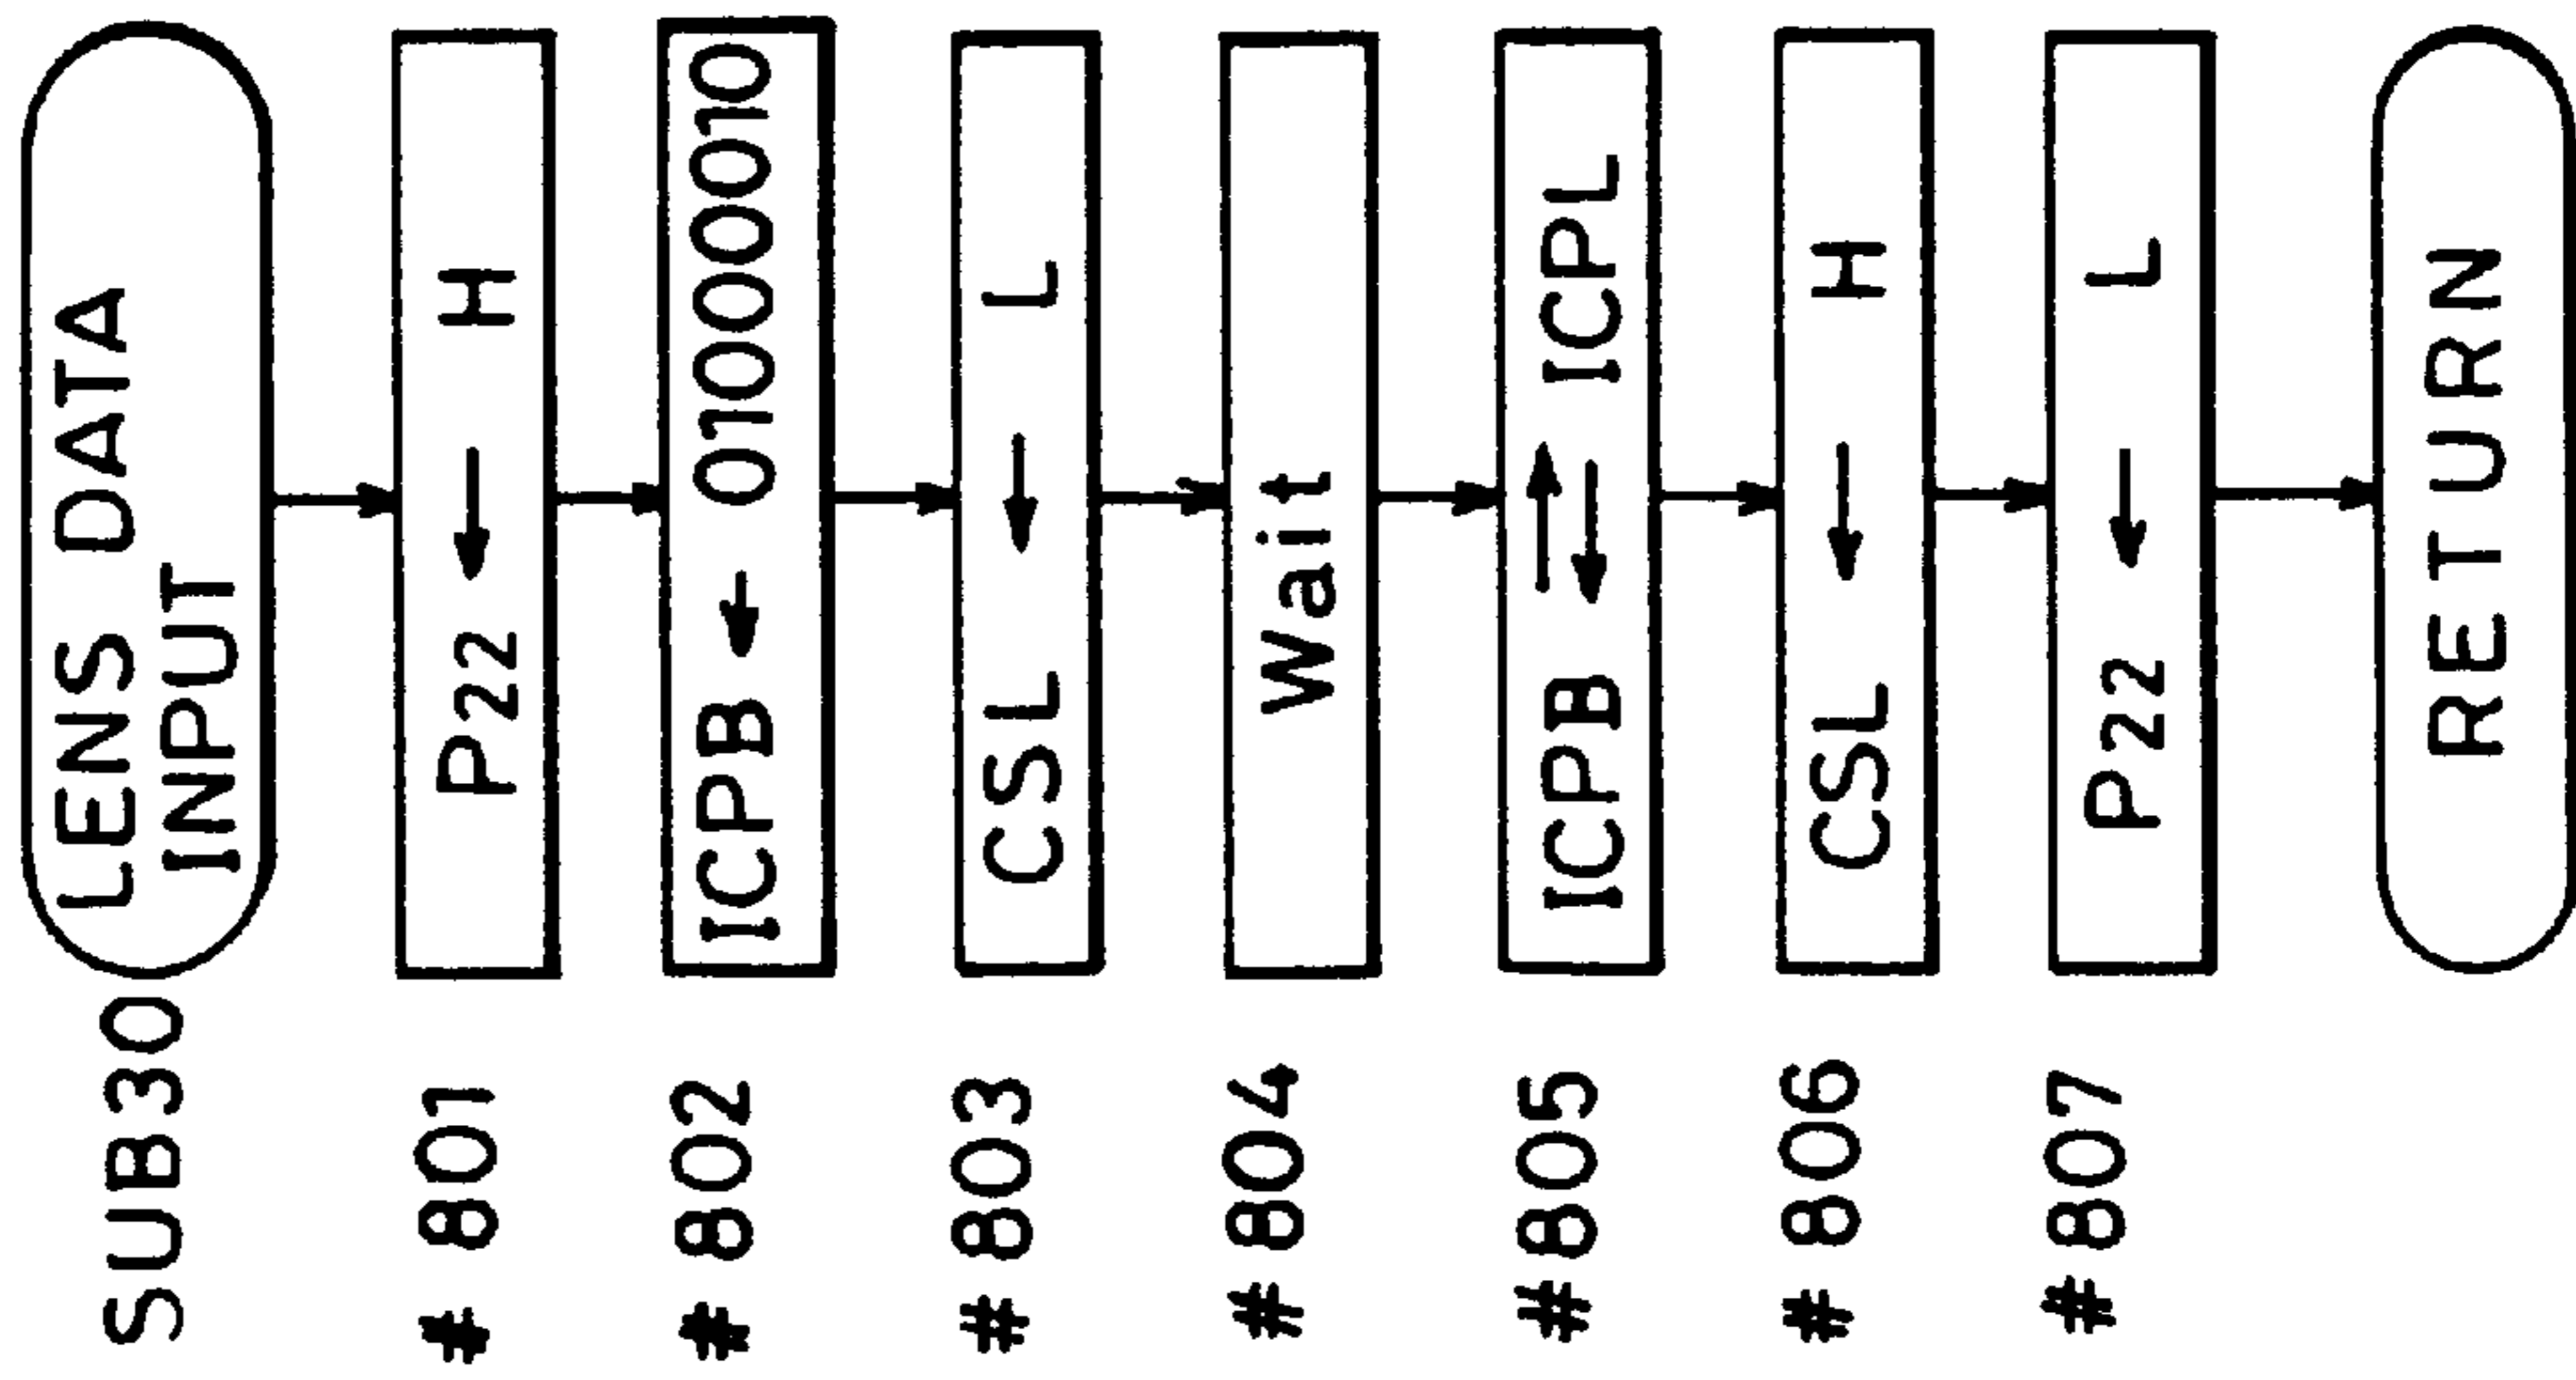 SUB30 LENS DATA
INPUT
# 801 P22 ← H
# 802 ICPB ← 01000010
# 803 CSL ← L
# 804 Wait
#805 ICPB ⇄ ICPL
# 806 CSL ← H
#807 P22 ← L
RETURN